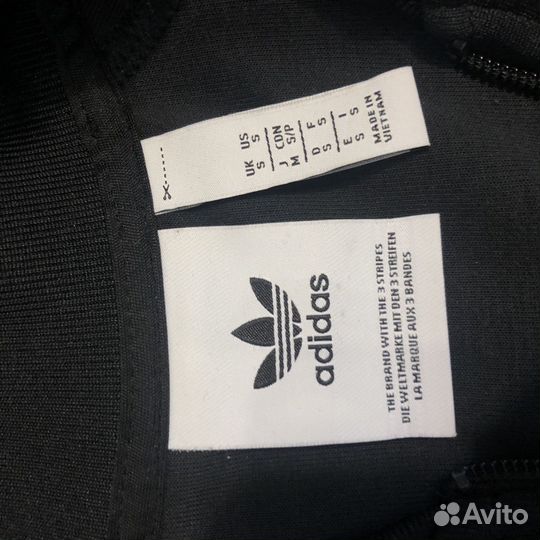 US S
UK S
CDN S/P
J M
F S
D S
I S
E S
MADE IN
VIETNAM
adidas
THE BRAND WITH THE 3 STRIPES
DIE WELTMARKE MIT DEN 3 STREIFEN
LA MARQUE AUX 3 BANDES
Avito